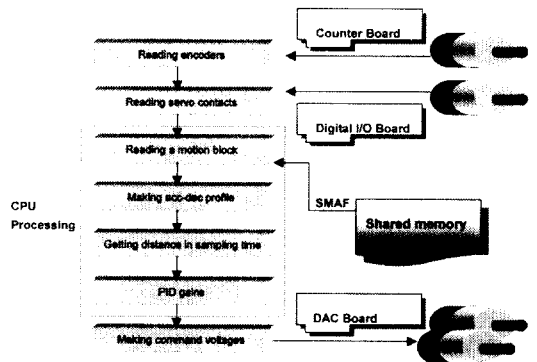 Counter Board
Reading encoders
Reading servo contacts
Digital I/O Board
Reading a motion block
CPU
Processing
Making acc-dec profile
SMAF
Shared memory
Getting distance in sampling time
PID gains
DAC Board
Making command voltages